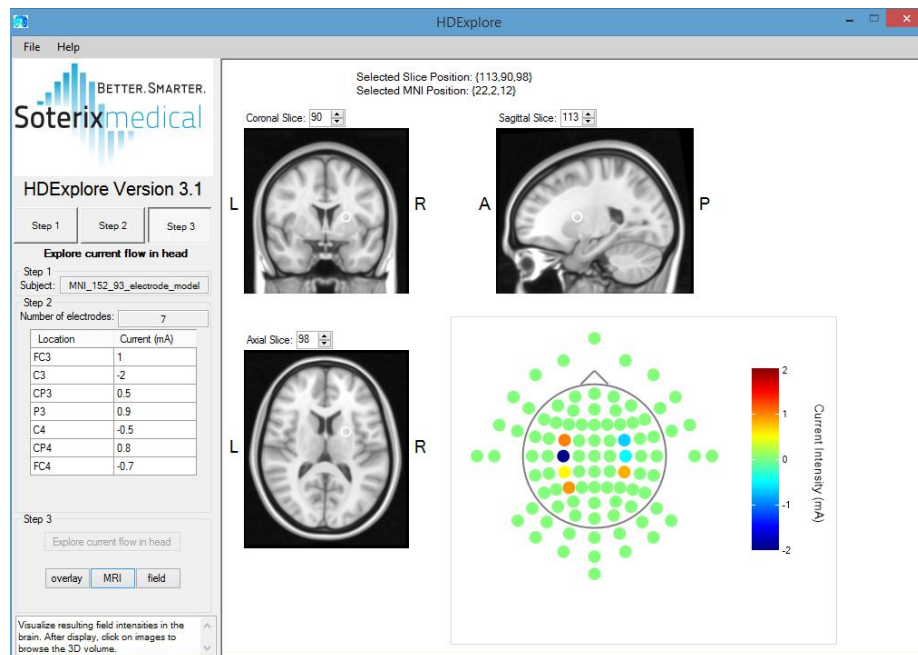 HDExplore
File Help
BETTER. SMARTER.
Soterixmedical
HDExplore Version 3.1
Step 1 Step 2 Step 3
Explore current flow in head
Step 1
Subject: MNI_152_93_electrode_model
Step 2
Number of electrodes: 7
Location Current (mA)
FC3 1
C3 -2
CP3 0.5
P3 0.9
C4 -0.5
CP4 0.8
FC4 -0.7
Step 3
Explore current flow in head
overlay MRI field
Visualize resulting field intensities in the
brain. After display, click on images to
browse the 3D volume.
Selected Slice Position: {113,90,98}
Selected MNI Position: {22,2,12}
Coronal Slice: 90
L R
Sagittal Slice: 113
A P
Axial Slice: 98
L R
2
1
0
-1
-2
Current Intensity (mA)